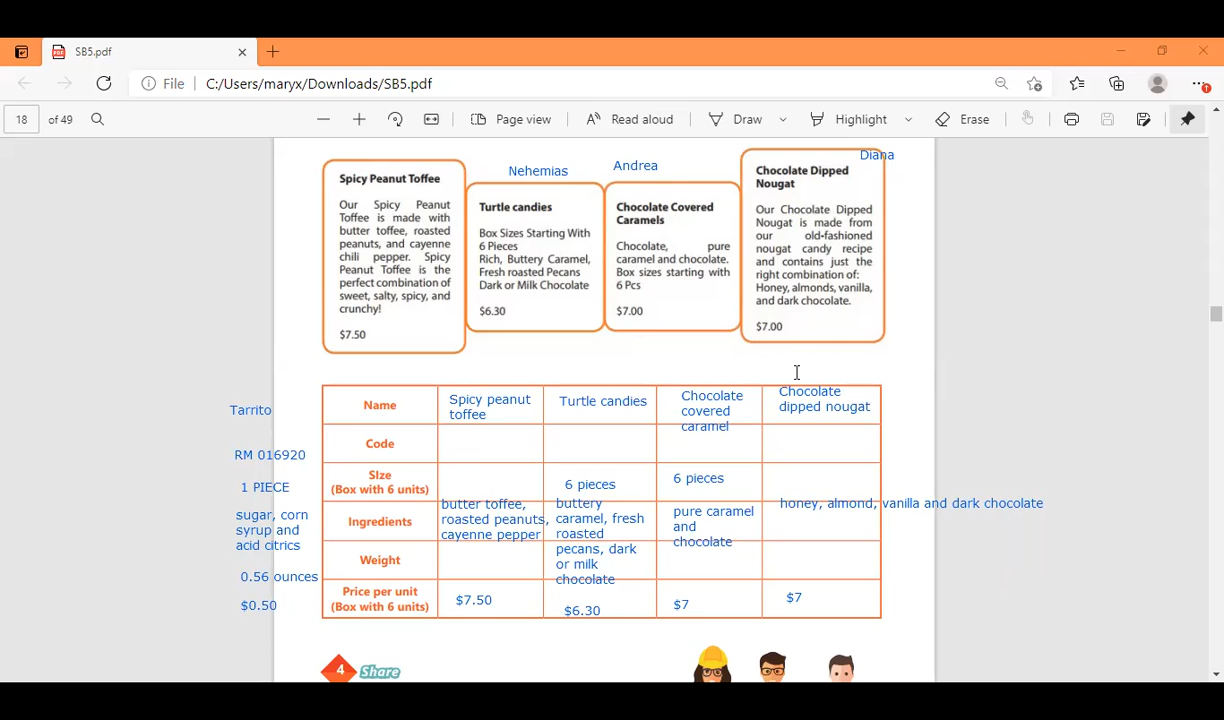 SB5.pdf
File C:/Users/maryx/Downloads/SB5.pdf
18 of 49 Page view Read aloud Draw Highlight Erase
Nehemias
Andrea
Diana
Spicy Peanut Toffee
Our Spicy Peanut
Toffee is made with
butter toffee, roasted
peanuts, and cayenne
chili pepper. Spicy
Peanut Toffee is the
perfect combination of
sweet, salty, spicy, and
crunchy!
$7.50
Turtle candies
Box Sizes Starting With
6 Pieces
Rich, Buttery Caramel,
Fresh roasted Pecans
Dark or Milk Chocolate
$6.30
Chocolate Covered
Caramels
Chocolate, pure
caramel and chocolate.
Box sizes starting with
6 Pcs
$7.00
Chocolate Dipped
Nougat
Our Chocolate Dipped
Nougat is made from
our old-fashioned
nougat candy recipe
and contains just the
right combination of:
Honey, almonds, vanilla,
and dark chocolate.
$7.00
Tarrito
RM 016920
1 PIECE
sugar, corn
syrup and
acid citrics
0.56 ounces
$0.50
Name
Spicy peanut
toffee
Turtle candies
Chocolate
covered
caramel
Chocolate
dipped nougat
Code
SIze
(Box with 6 units)
6 pieces
6 pieces
Ingredients
butter toffee,
roasted peanuts,
cayenne pepper
buttery
caramel, fresh
roasted
pecans, dark
or milk
chocolate
pure caramel
and
chocolate
honey, almond, vanilla and dark chocolate
Weight
Price per unit
(Box with 6 units)
$7.50
$6.30
$7
$7
4 Share